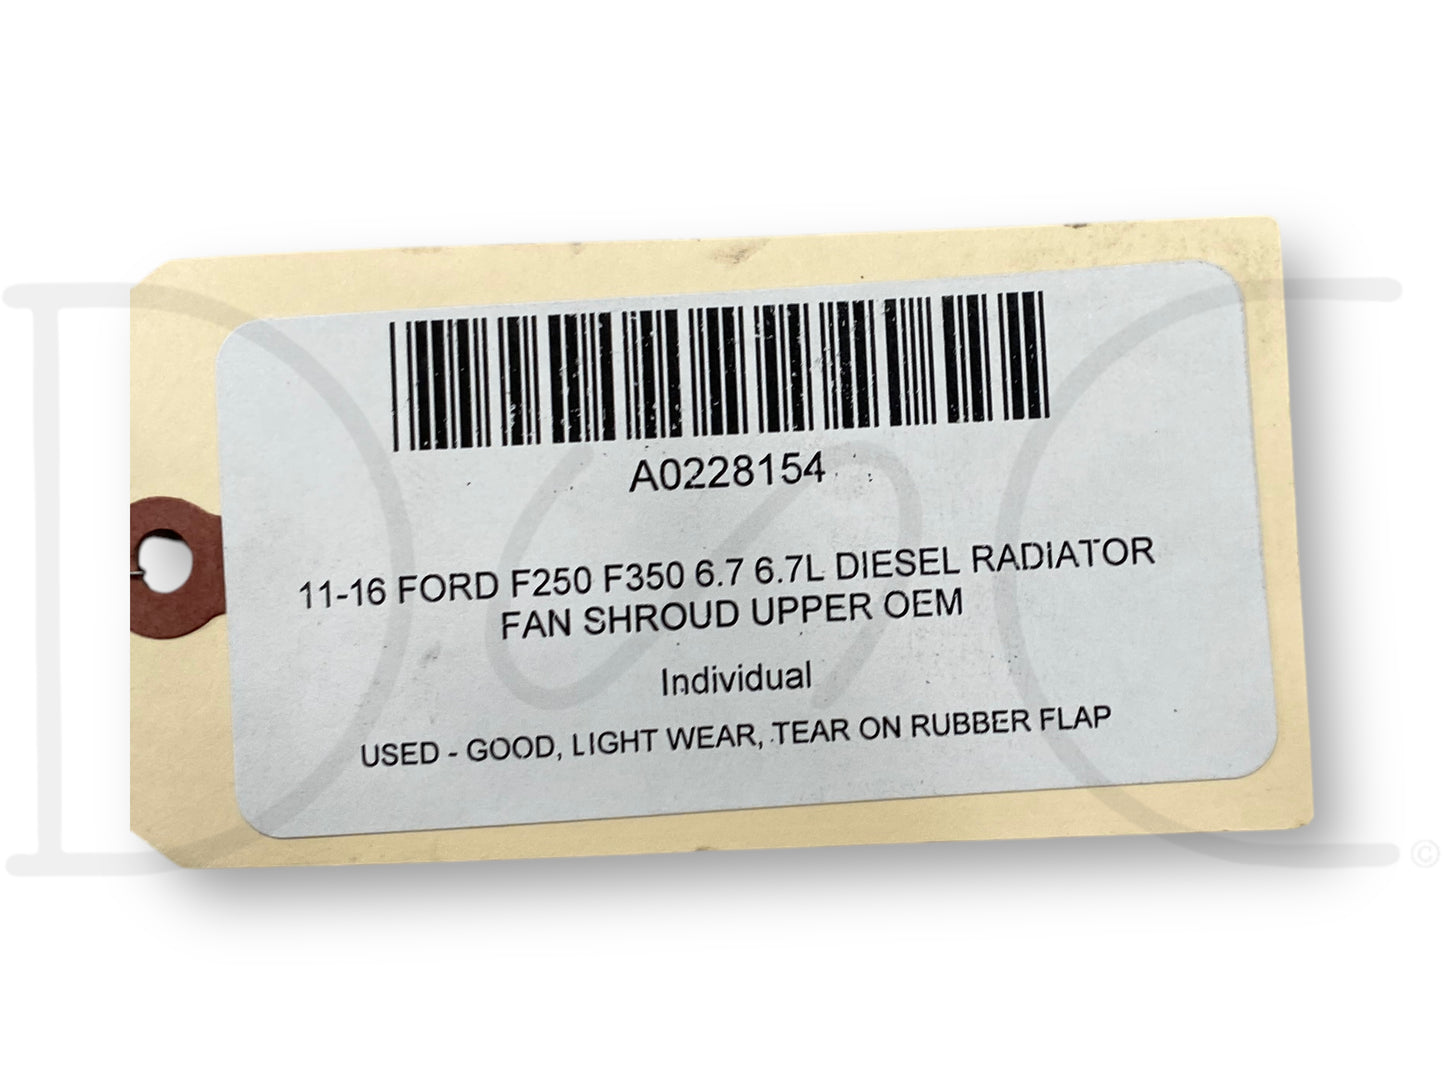 A0228154
11-16 FORD F250 F350 6.7 6.7L DIESEL RADIATOR
FAN SHROUD UPPER OEM
Individual
USED - GOOD, LIGHT WEAR, TEAR ON RUBBER FLAP
DSC
©